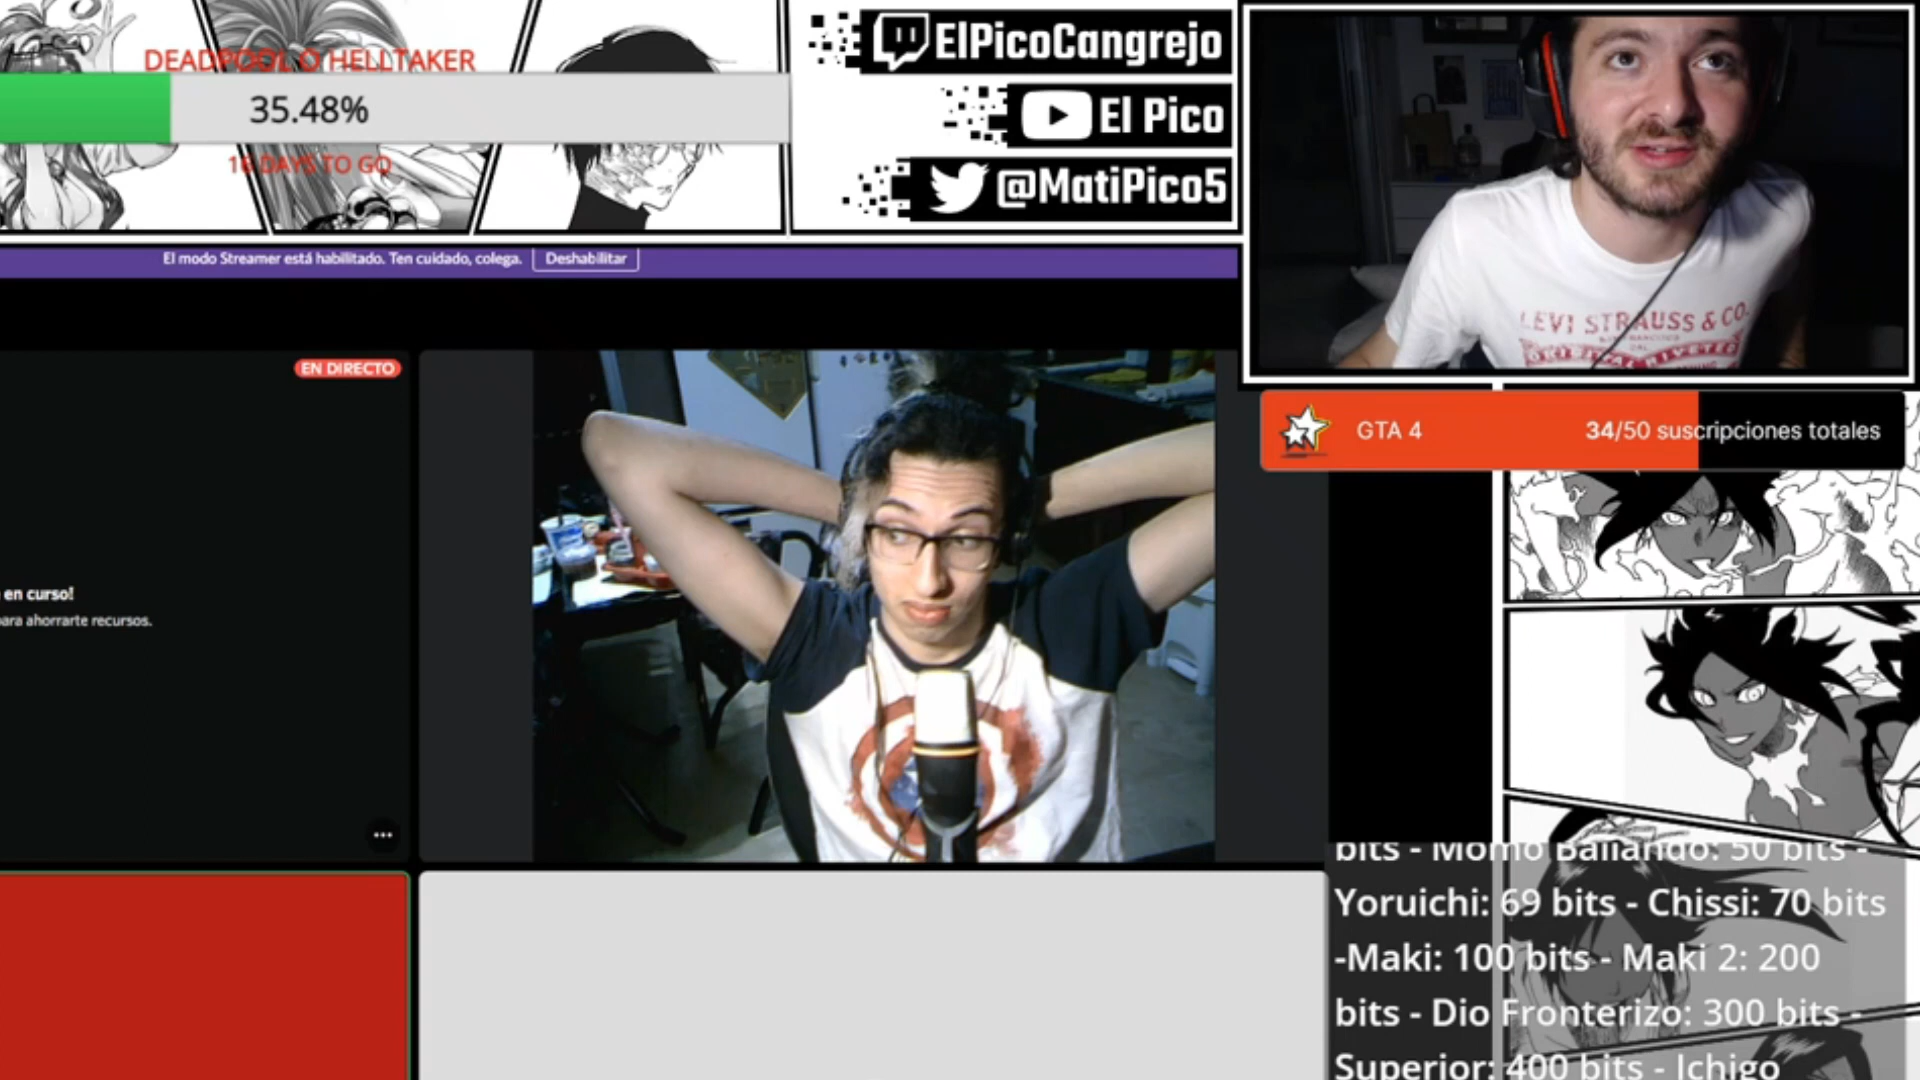 DEADPOOL O HELLTAKER
35.48%
16 DAYS TO GO
ElPicoCangrejo
El Pico
@MatiPico5
El modo Streamer está habilitado. Ten cuidado, colega.
Deshabilitar
EN DIRECTO
en curso!
para ahorrarte recursos.
LEVI STRAUSS & CO.
GTA 4
34/50 suscripciones totales
bits - Momo Bailando: 50 bits -
Yoruichi: 69 bits - Chissi: 70 bits
-Maki: 100 bits - Maki 2: 200
bits - Dio Fronterizo: 300 bits -
Superior: 400 bits - Ichigo